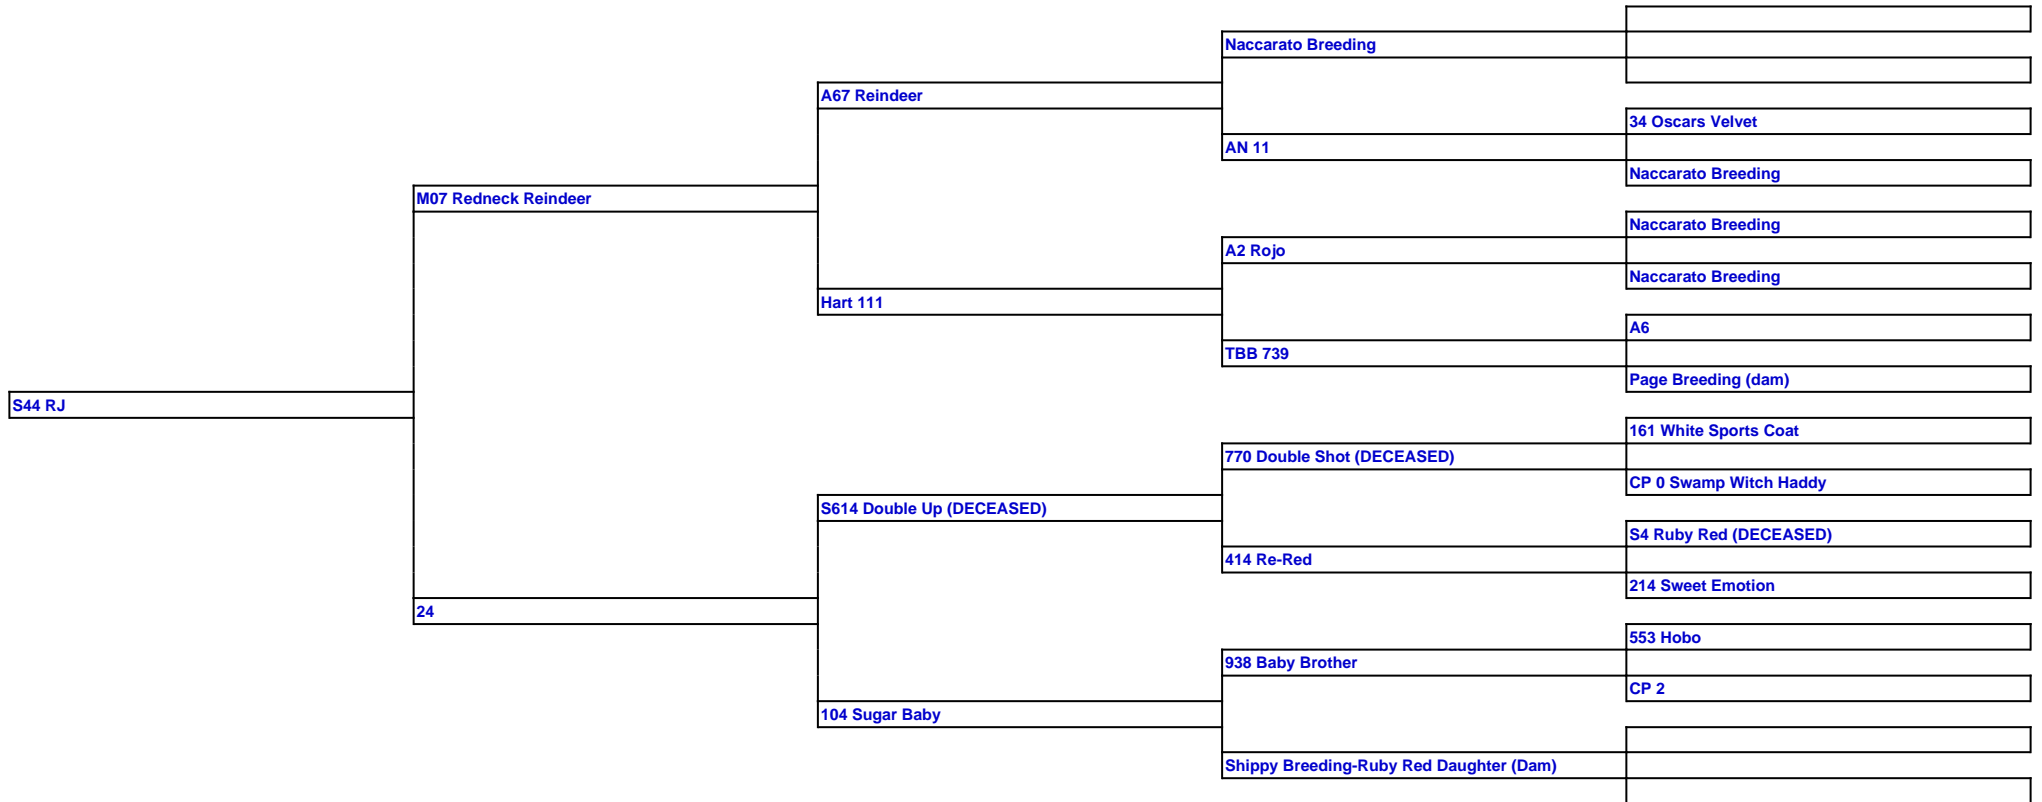 Naccarato Breeding
A67 Reindeer
34 Oscars Velvet
AN 11
Naccarato Breeding
M07 Redneck Reindeer
Naccarato Breeding
A2 Rojo
Naccarato Breeding
Hart 111
A6
TBB 739
Page Breeding (dam)
S44 RJ
161 White Sports Coat
770 Double Shot (DECEASED)
CP 0 Swamp Witch Haddy
S614 Double Up (DECEASED)
S4 Ruby Red (DECEASED)
414 Re-Red
214 Sweet Emotion
24
553 Hobo
938 Baby Brother
CP 2
104 Sugar Baby
Shippy Breeding-Ruby Red Daughter (Dam)